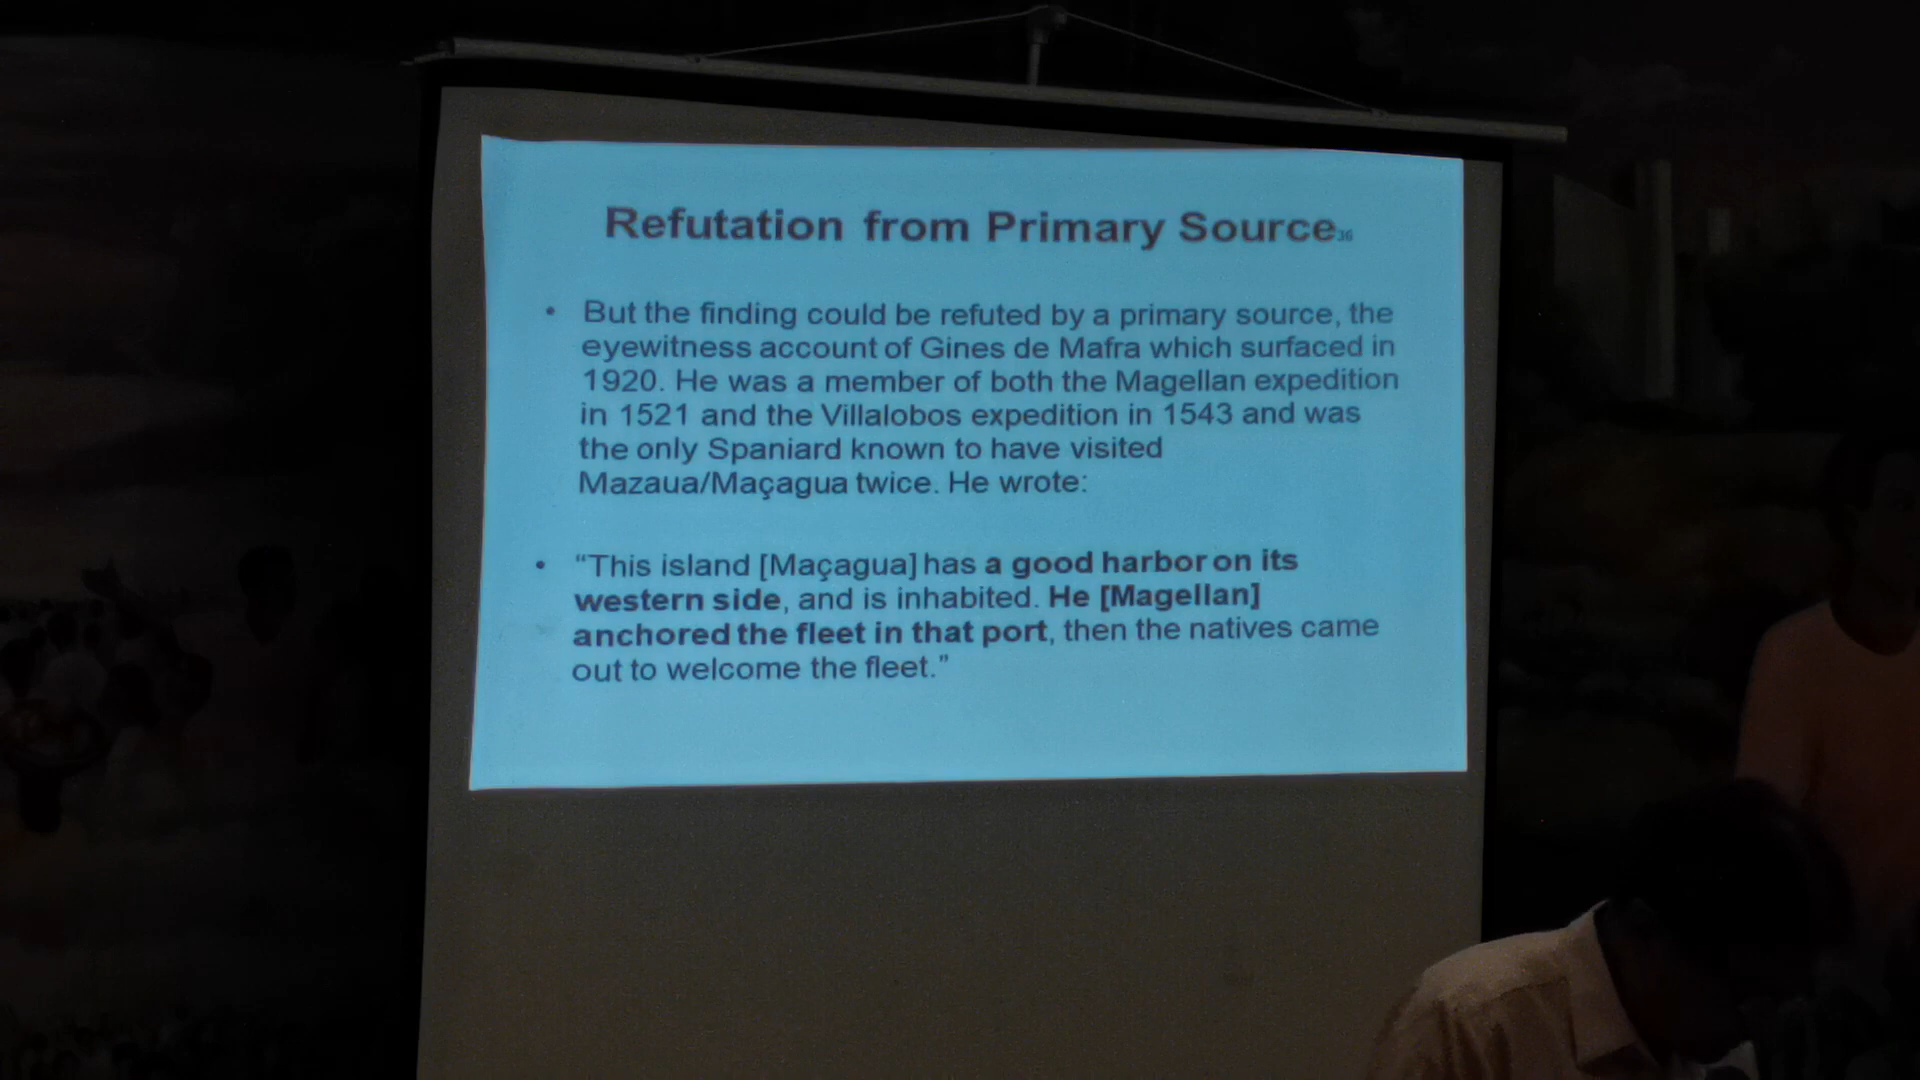 Refutation from Primary Source36
• But the finding could be refuted by a primary source, the
eyewitness account of Gines de Mafra which surfaced in
1920. He was a member of both the Magellan expedition
in 1521 and the Villalobos expedition in 1543 and was
the only Spaniard known to have visited
Mazaua/Maçagua twice. He wrote:
• “This island [Maçagua] has a good harbor on its
western side, and is inhabited. He [Magellan]
anchored the fleet in that port, then the natives came
out to welcome the fleet.”